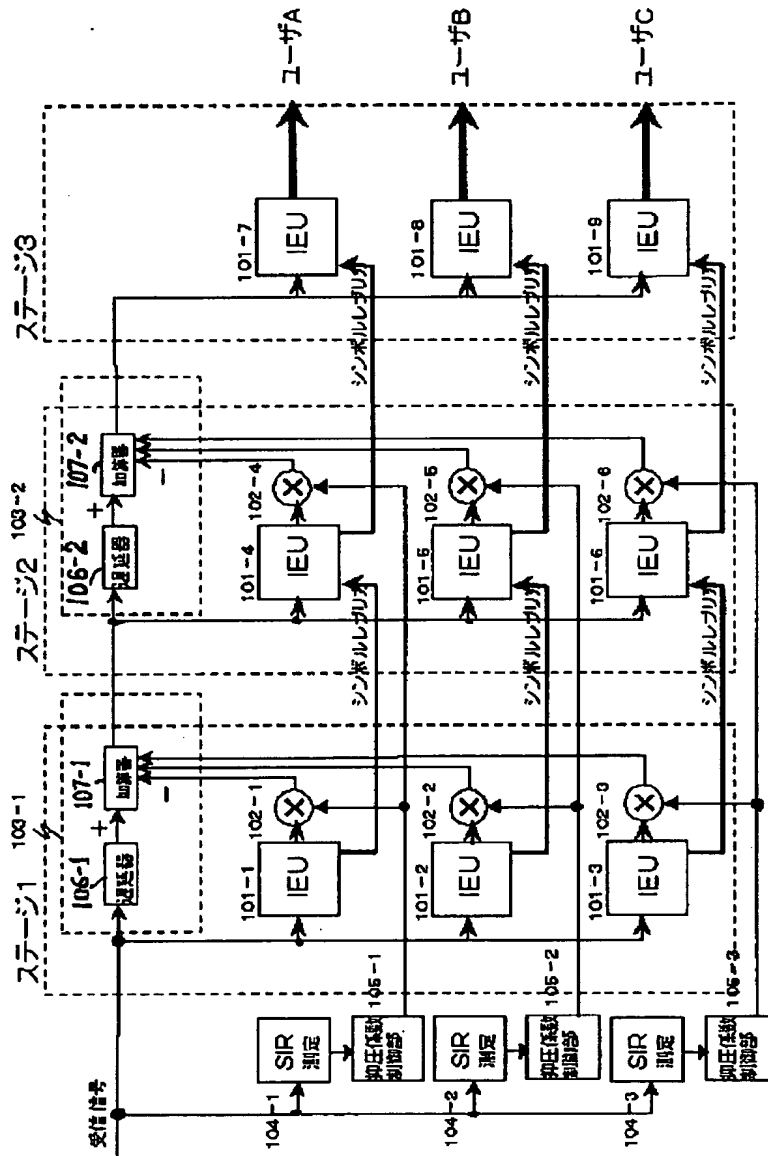 受信信号
104-1
SIR
測定
抑圧係数
制御部
105-1
104-2
SIR
測定
抑圧係数
制御部
105-2
104-3
SIR
測定
抑圧係数
制御部
105-3
ステージ1
103-1
106-1
遅延器
+
107-1
加算器
-
101-1
IEU
102-1
×
101-2
IEU
102-2
×
101-3
IEU
102-3
×
シンボルレプリカ
シンボルレプリカ
シンボルレプリカ
ステージ2
103-2
106-2
遅延器
+
107-2
加算器
-
101-4
IEU
102-4
×
101-5
IEU
102-5
×
101-6
IEU
102-6
×
シンボルレプリカ
シンボルレプリカ
シンボルレプリカ
ステージ3
101-7
IEU
ユーザA
101-8
IEU
ユーザB
101-9
IEU
ユーザC